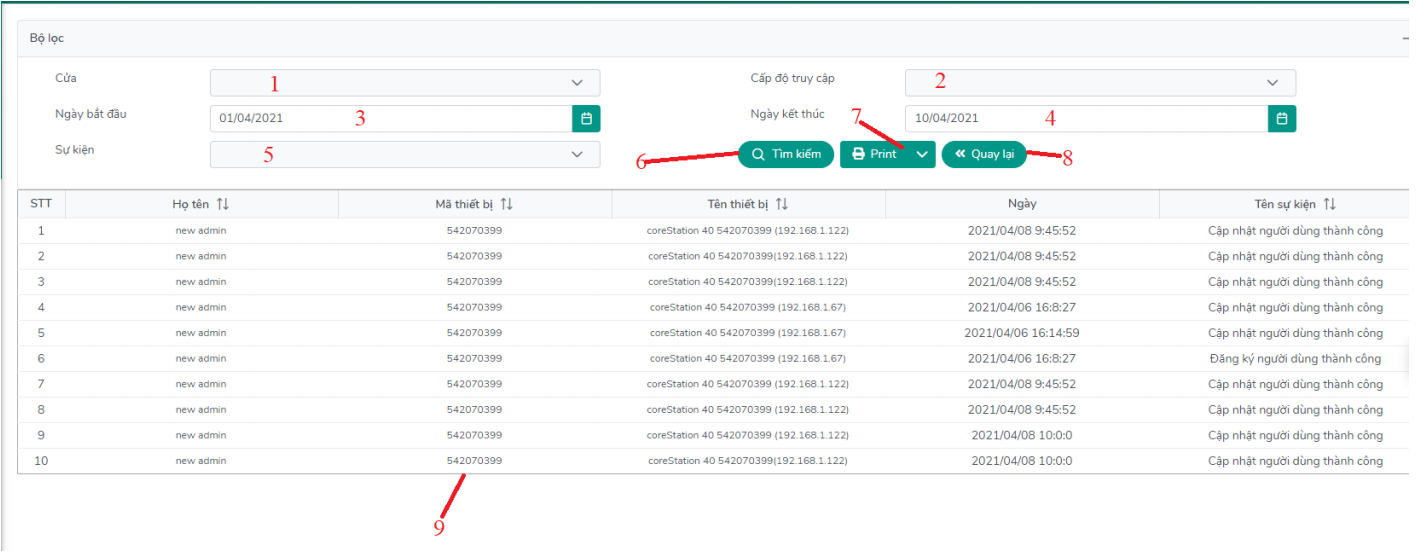 Bộ lọc
Cửa 1 Cấp độ truy cập 2
Ngày bắt đầu 01/04/2021 3 Ngày kết thúc 7 10/04/2021 4
Sự kiện 5 6 Tìm kiếm Print Quay lại 8
STT Họ tên Mã thiết bị Tên thiết bị Ngày Tên sự kiện
1 new admin 542070399 coreStation 40 542070399 (192.168.1.122) 2021/04/08 9:45:52 Cập nhật người dùng thành công
2 new admin 542070399 coreStation 40 542070399(192.168.1.122) 2021/04/08 9:45:52 Cập nhật người dùng thành công
3 new admin 542070399 coreStation 40 542070399(192.168.1.122) 2021/04/08 9:45:52 Cập nhật người dùng thành công
4 new admin 542070399 coreStation 40 542070399 (192.168.1.67) 2021/04/06 16:8:27 Cập nhật người dùng thành công
5 new admin 542070399 coreStation 40 542070399 (192.168.1.67) 2021/04/06 16:14:59 Cập nhật người dùng thành công
6 new admin 542070399 coreStation 40 542070399 (192.168.1.67) 2021/04/06 16:8:27 Đăng ký người dùng thành công
7 new admin 542070399 coreStation 40 542070399 (192.168.1.122) 2021/04/08 9:45:52 Cập nhật người dùng thành công
8 new admin 542070399 coreStation 40 542070399 (192.168.1.122) 2021/04/08 9:45:52 Cập nhật người dùng thành công
9 new admin 542070399 coreStation 40 542070399 (192.168.1.122) 2021/04/08 10:0:0 Cập nhật người dùng thành công
10 new admin 542070399 coreStation 40 542070399(192.168.1.122) 2021/04/08 10:0:0 Cập nhật người dùng thành công
9